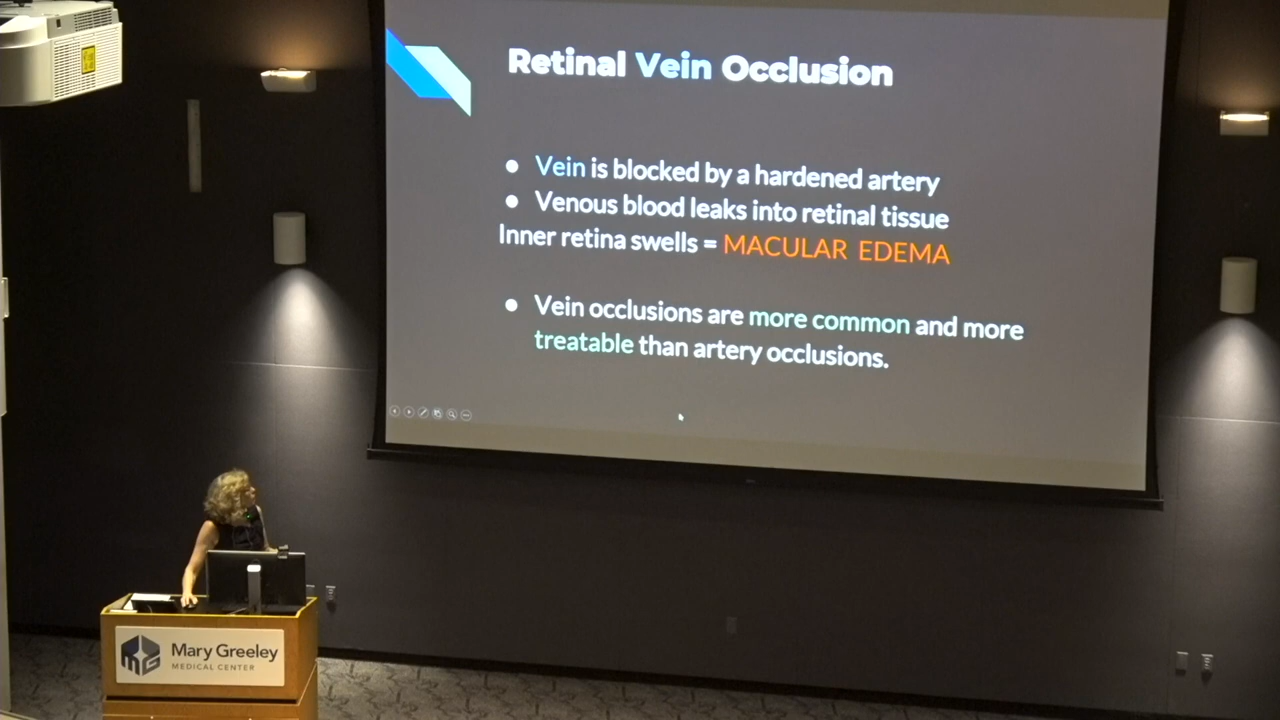 Retinal Vein Occlusion
● Vein is blocked by a hardened artery
● Venous blood leaks into retinal tissue
Inner retina swells = MACULAR EDEMA
● Vein occlusions are more common and more
treatable than artery occlusions.
Mary Greeley
MEDICAL CENTER